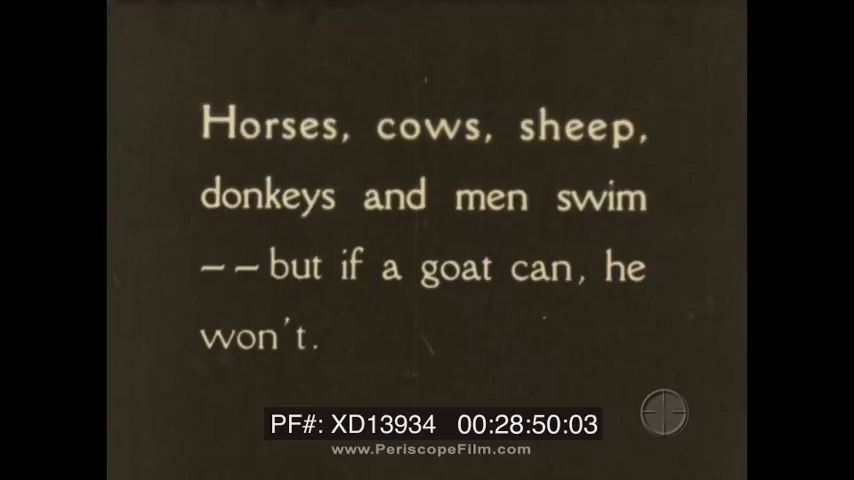 Horses, cows, sheep,
donkeys and men swim
-- but if a goat can, he
won't.
PF#: XD13934 00:28:50:03
www.PeriscopeFilm.com